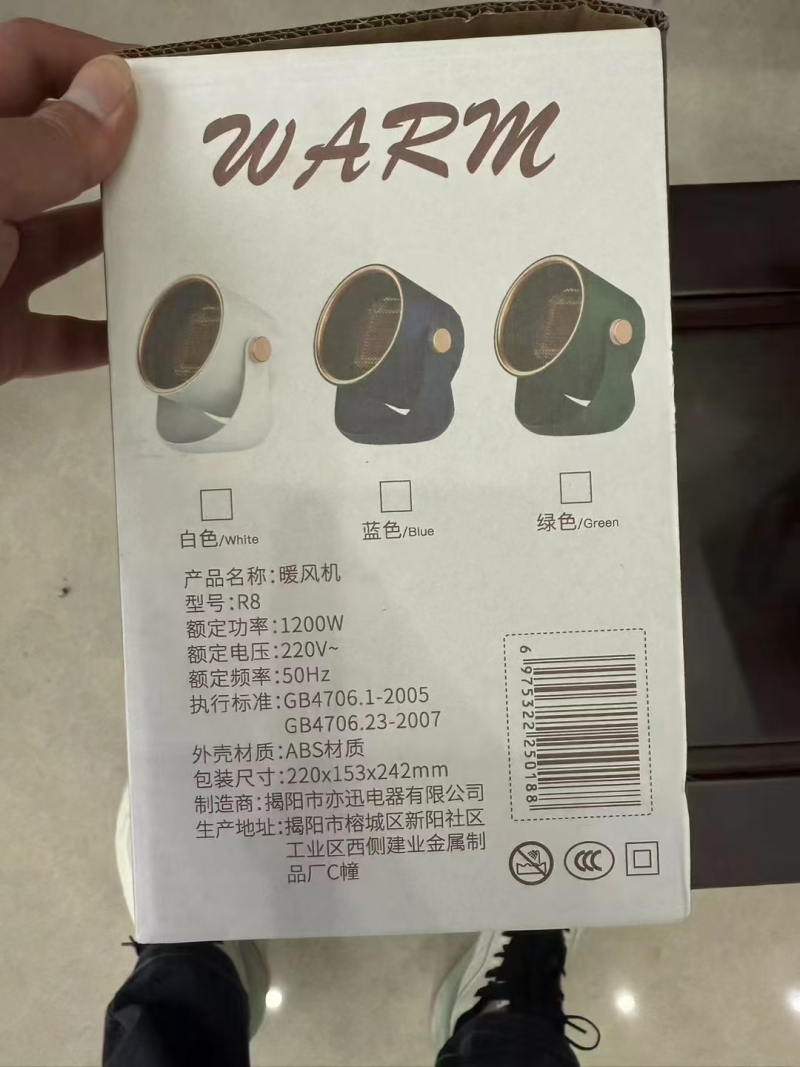 WARM
白色/White
蓝色/Blue
绿色/Green
产品名称:暖风机
型号:R8
额定功率:1200W
额定电压:220V~
额定频率:50Hz
执行标准:GB4706.1-2005
GB4706.23-2007
外壳材质:ABS材质
包装尺寸:220x153x242mm
制造商:揭阳市亦迅电器有限公司
生产地址:揭阳市榕城区新阳社区
工业区西侧建业金属制
品厂C幢
6 975322 250188
CCC